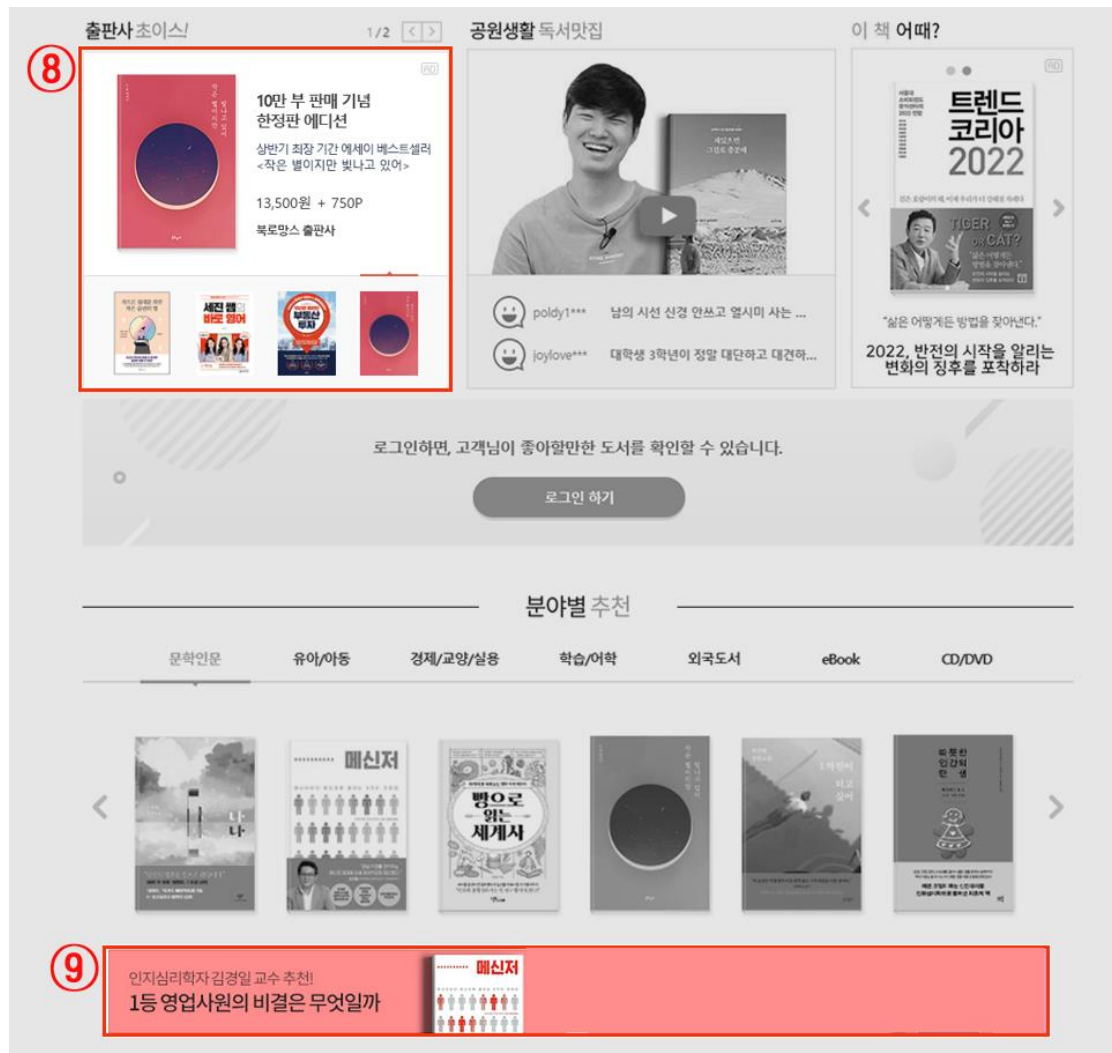 출판사 초이스!
1/2
⑧
AD
10만 부 판매 기념
한정판 에디션
상반기 최장 기간 에세이 베스트셀러
<작은 별이지만 빛나고 있어>
13,500원 + 750P
북로망스 출판사
세진 쌤의
바로 영어
부동산
투자
공원생활 독서맛집
poldy1*** 남의 시선 신경 안쓰고 열시미 사는 ...
joylove*** 대학생 3학년이 정말 대단하고 대견하...
이 책 어때?
AD
트렌드
코리아
2022
TIGER
OR CAT?
“삶은 어떻게든 방법을 찾아낸다.”
2022, 반전의 시작을 알리는
변화의 징후를 포착하라
로그인하면, 고객님이 좋아할만한 도서를 확인할 수 있습니다.
로그인 하기
분야별 추천
문학인문 유아/아동 경제/교양/실용 학습/어학 외국도서 eBook CD/DVD
나
나
메신저
빵으로
읽는
세계사
작은 별이지만
빛나고 있어
따뜻한
인간의
탄생
⑨
인지심리학자 김경일 교수 추천!
1등 영업사원의 비결은 무엇일까
메신저